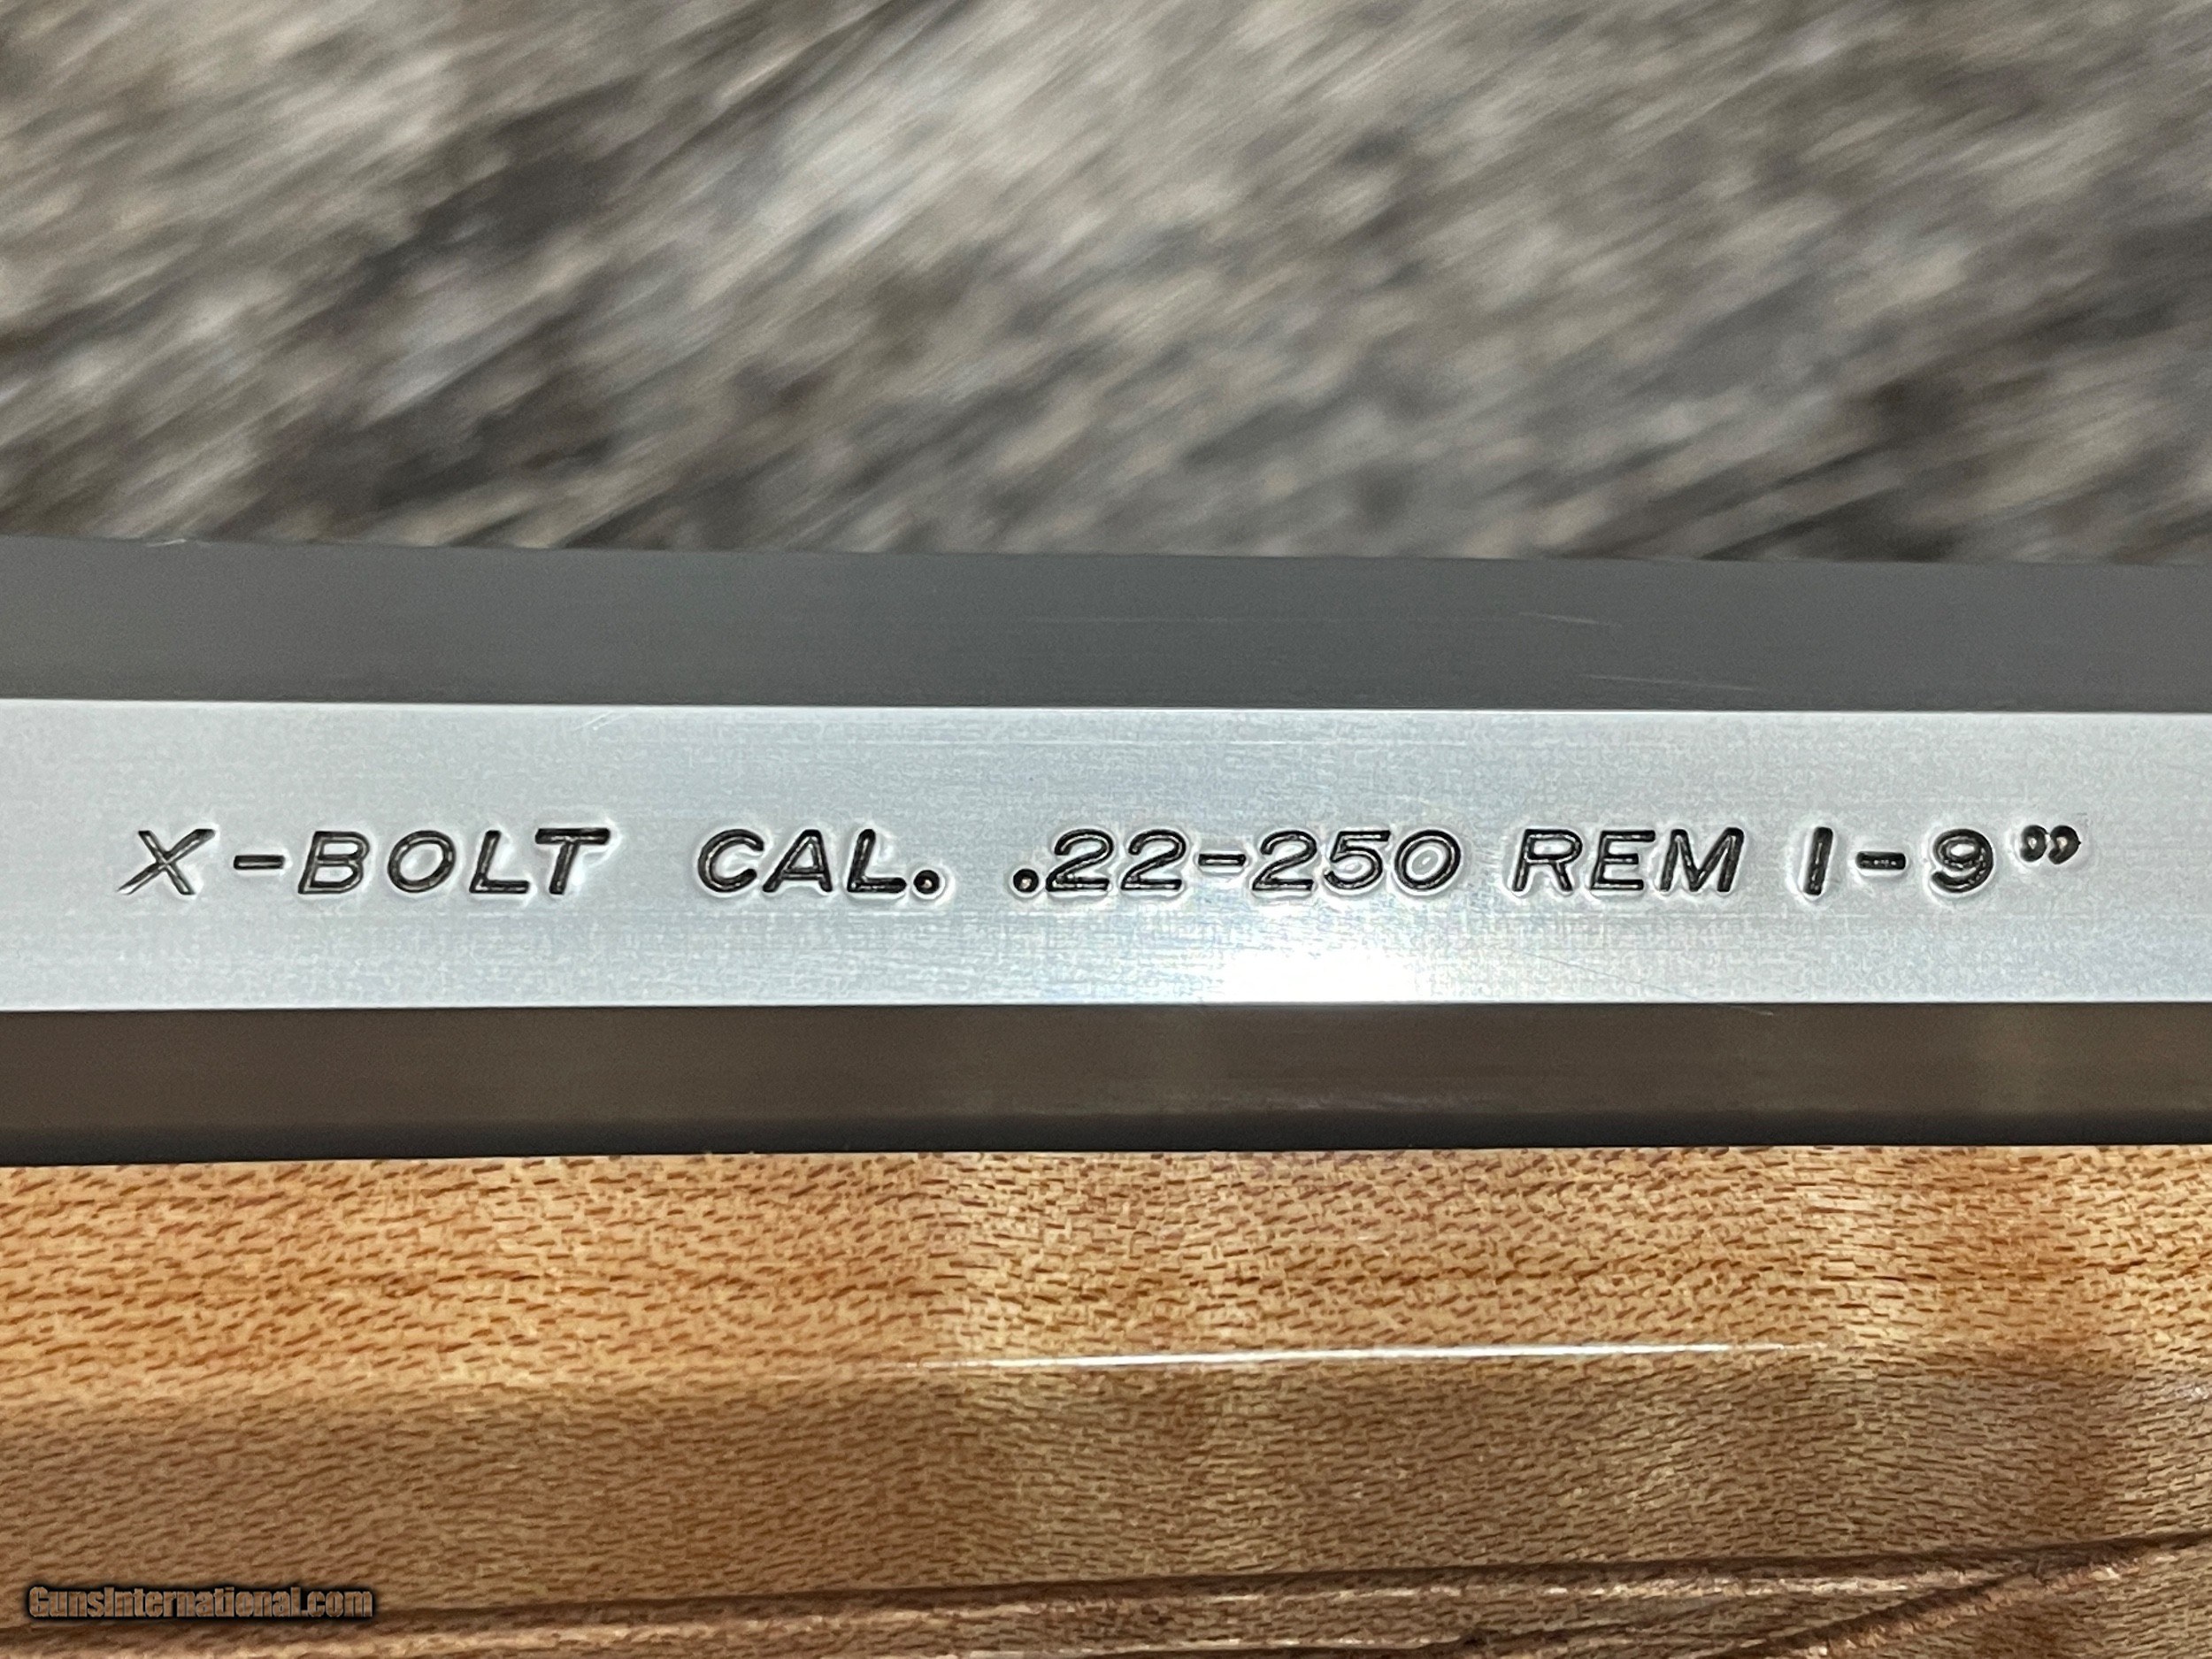 X-BOLT CAL. .22-250 REM 1-9”
GunsInternational.com